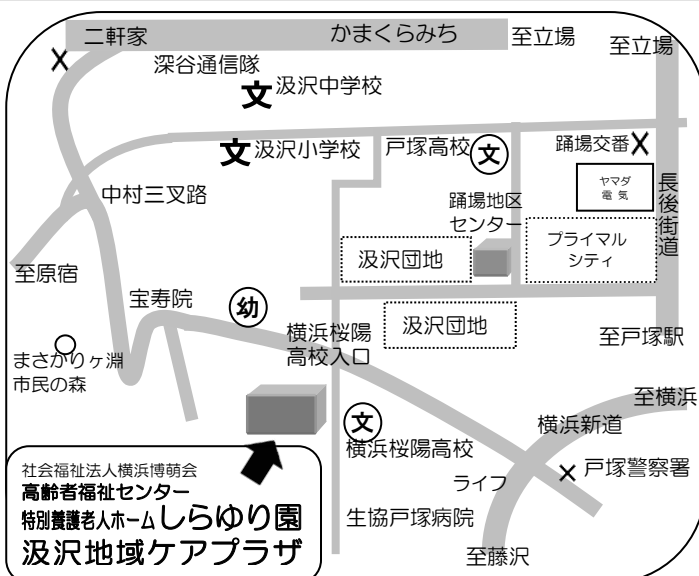 二軒家
かまくらみち
至立場
至立場
深谷通信隊
文
汲沢中学校
文
汲沢小学校
戸塚高校
文
踊場交番
ヤマダ
電気
長後街道
踊場地区
センター
プライマル
シティ
中村三叉路
汲沢団地
至原宿
宝寿院
幼
汲沢団地
横浜桜陽
高校入口
至戸塚駅
まさかりヶ淵
市民の森
至横浜
横浜新道
文
横浜桜陽高校
戸塚警察署
ライフ
生協戸塚病院
至藤沢
社会福祉法人横浜博萌会
高齢者福祉センター
特別養護老人ホームしらゆり園
汲沢地域ケアプラザ